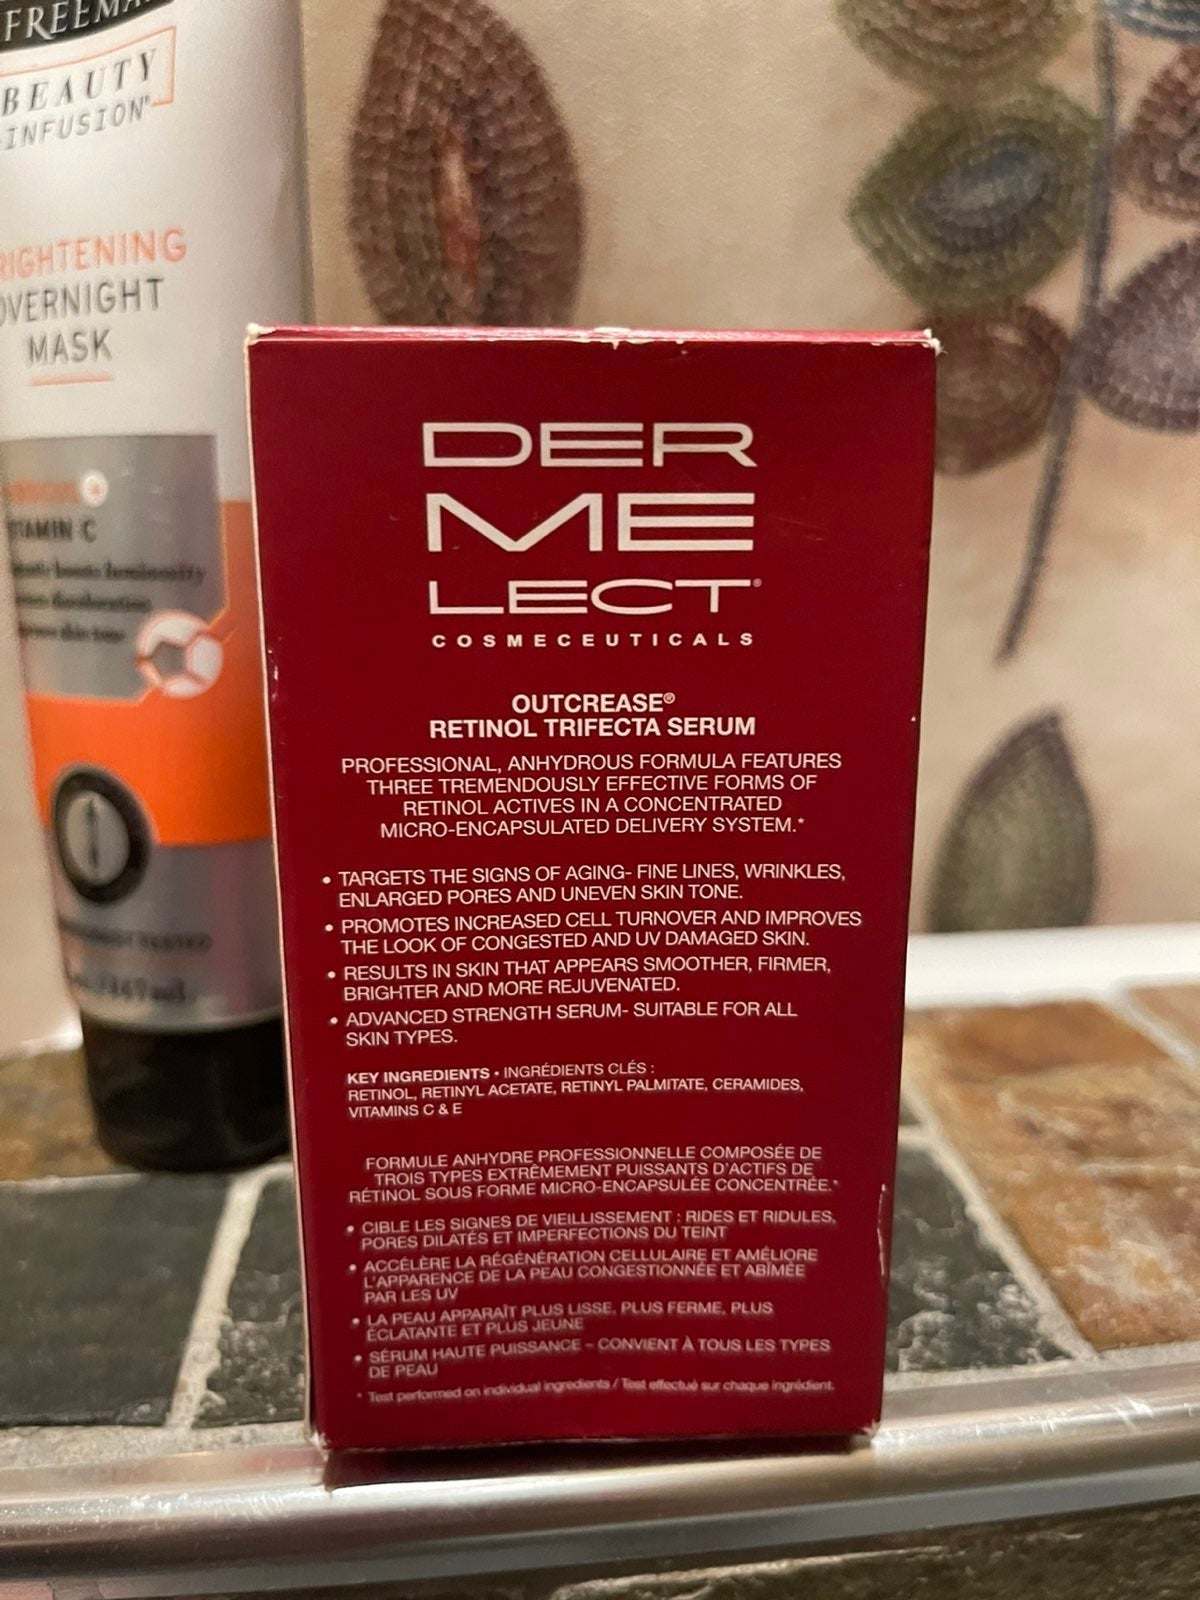 FREEMAN
BEAUTY
INFUSION
OVERNIGHT
MASK
DER
ME
LECT®
COSMECEUTICALS
OUTCREASE®
RETINOL TRIFECTA SERUM
PROFESSIONAL, ANHYDROUS FORMULA FEATURES
THREE TREMENDOUSLY EFFECTIVE FORMS OF
RETINOL ACTIVES IN A CONCENTRATED
MICRO-ENCAPSULATED DELIVERY SYSTEM.*
• TARGETS THE SIGNS OF AGING- FINE LINES, WRINKLES,
ENLARGED PORES AND UNEVEN SKIN TONE.
• PROMOTES INCREASED CELL TURNOVER AND IMPROVES
THE LOOK OF CONGESTED AND UV DAMAGED SKIN.
• RESULTS IN SKIN THAT APPEARS SMOOTHER, FIRMER,
BRIGHTER AND MORE REJUVENATED.
• ADVANCED STRENGTH SERUM- SUITABLE FOR ALL
SKIN TYPES.
KEY INGREDIENTS • INGRÉDIENTS CLÉS :
RETINOL, RETINYL ACETATE, RETINYL PALMITATE, CERAMIDES,
VITAMINS C & E
FORMULE ANHYDRE PROFESSIONNELLE COMPOSÉE DE
TROIS TYPES EXTRÊMEMENT PUISSANTS D'ACTIFS DE
RÉTINOL SOUS FORME MICRO-ENCAPSULÉE CONCENTRÉE.*
• CIBLE LES SIGNES DE VIEILLISSEMENT : RIDES ET RIDULES,
PORES DILATÉS ET IMPERFECTIONS DU TEINT
• ACCÉLÈRE LA RÉGÉNÉRATION CELLULAIRE ET AMÉLIORE
L'APPARENCE DE LA PEAU CONGESTIONNÉE ET ABÎMÉE
PAR LES UV
• LA PEAU APPARAÎT PLUS LISSE, PLUS FERME, PLUS
ÉCLATANTE ET PLUS JEUNE
• SÉRUM HAUTE PUISSANCE – CONVIENT À TOUS LES TYPES
DE PEAU
* Test performed on individual ingredients / Test effectué sur chaque ingrédient.